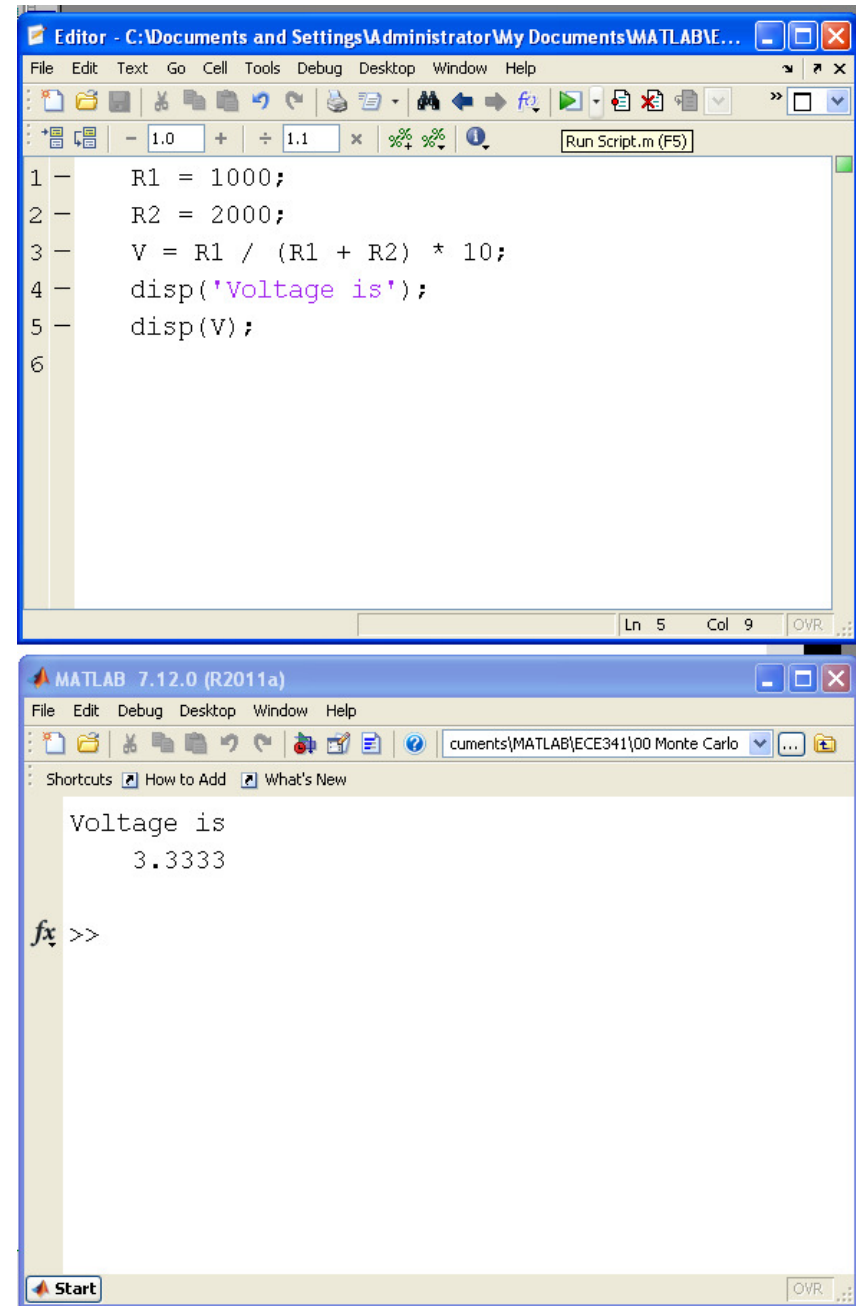 Editor - C:\Documents and Settings\Administrator\My Documents\MATLAB\E...
File Edit Text Go Cell Tools Debug Desktop Window Help
- 1.0 + ÷ 1.1 × Run Script.m (F5)
1 - R1 = 1000;
2 - R2 = 2000;
3 - V = R1 / (R1 + R2) * 10;
4 - disp('Voltage is');
5 - disp(V);
6
Ln 5 Col 9 OVR
MATLAB 7.12.0 (R2011a)
File Edit Debug Desktop Window Help
cuments\MATLAB\ECE341\00 Monte Carlo ...
Shortcuts How to Add What's New
Voltage is
3.3333
fx >>
Start OVR